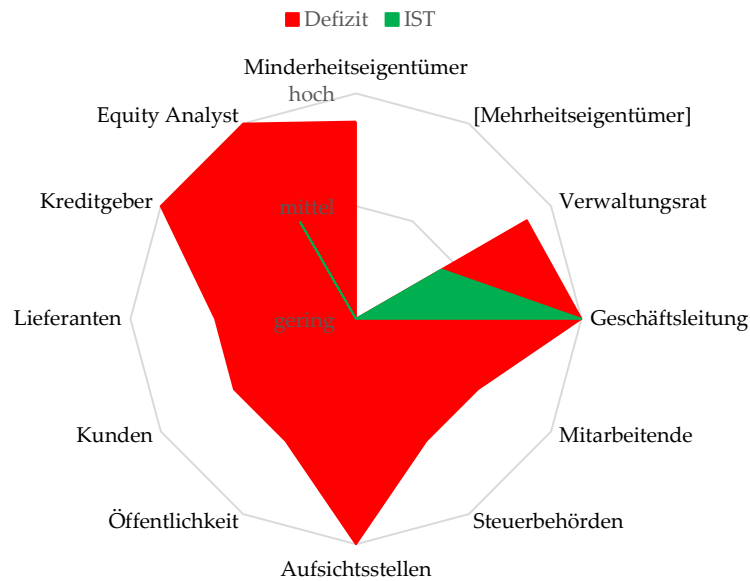 Defizit IST
Minderheitseigentümer
hoch
Equity Analyst
[Mehrheitseigentümer]
Kreditgeber
mittel
Verwaltungsrat
Lieferanten
gering
Geschäftsleitung
Kunden
Mitarbeitende
Öffentlichkeit
Steuerbehörden
Aufsichtsstellen